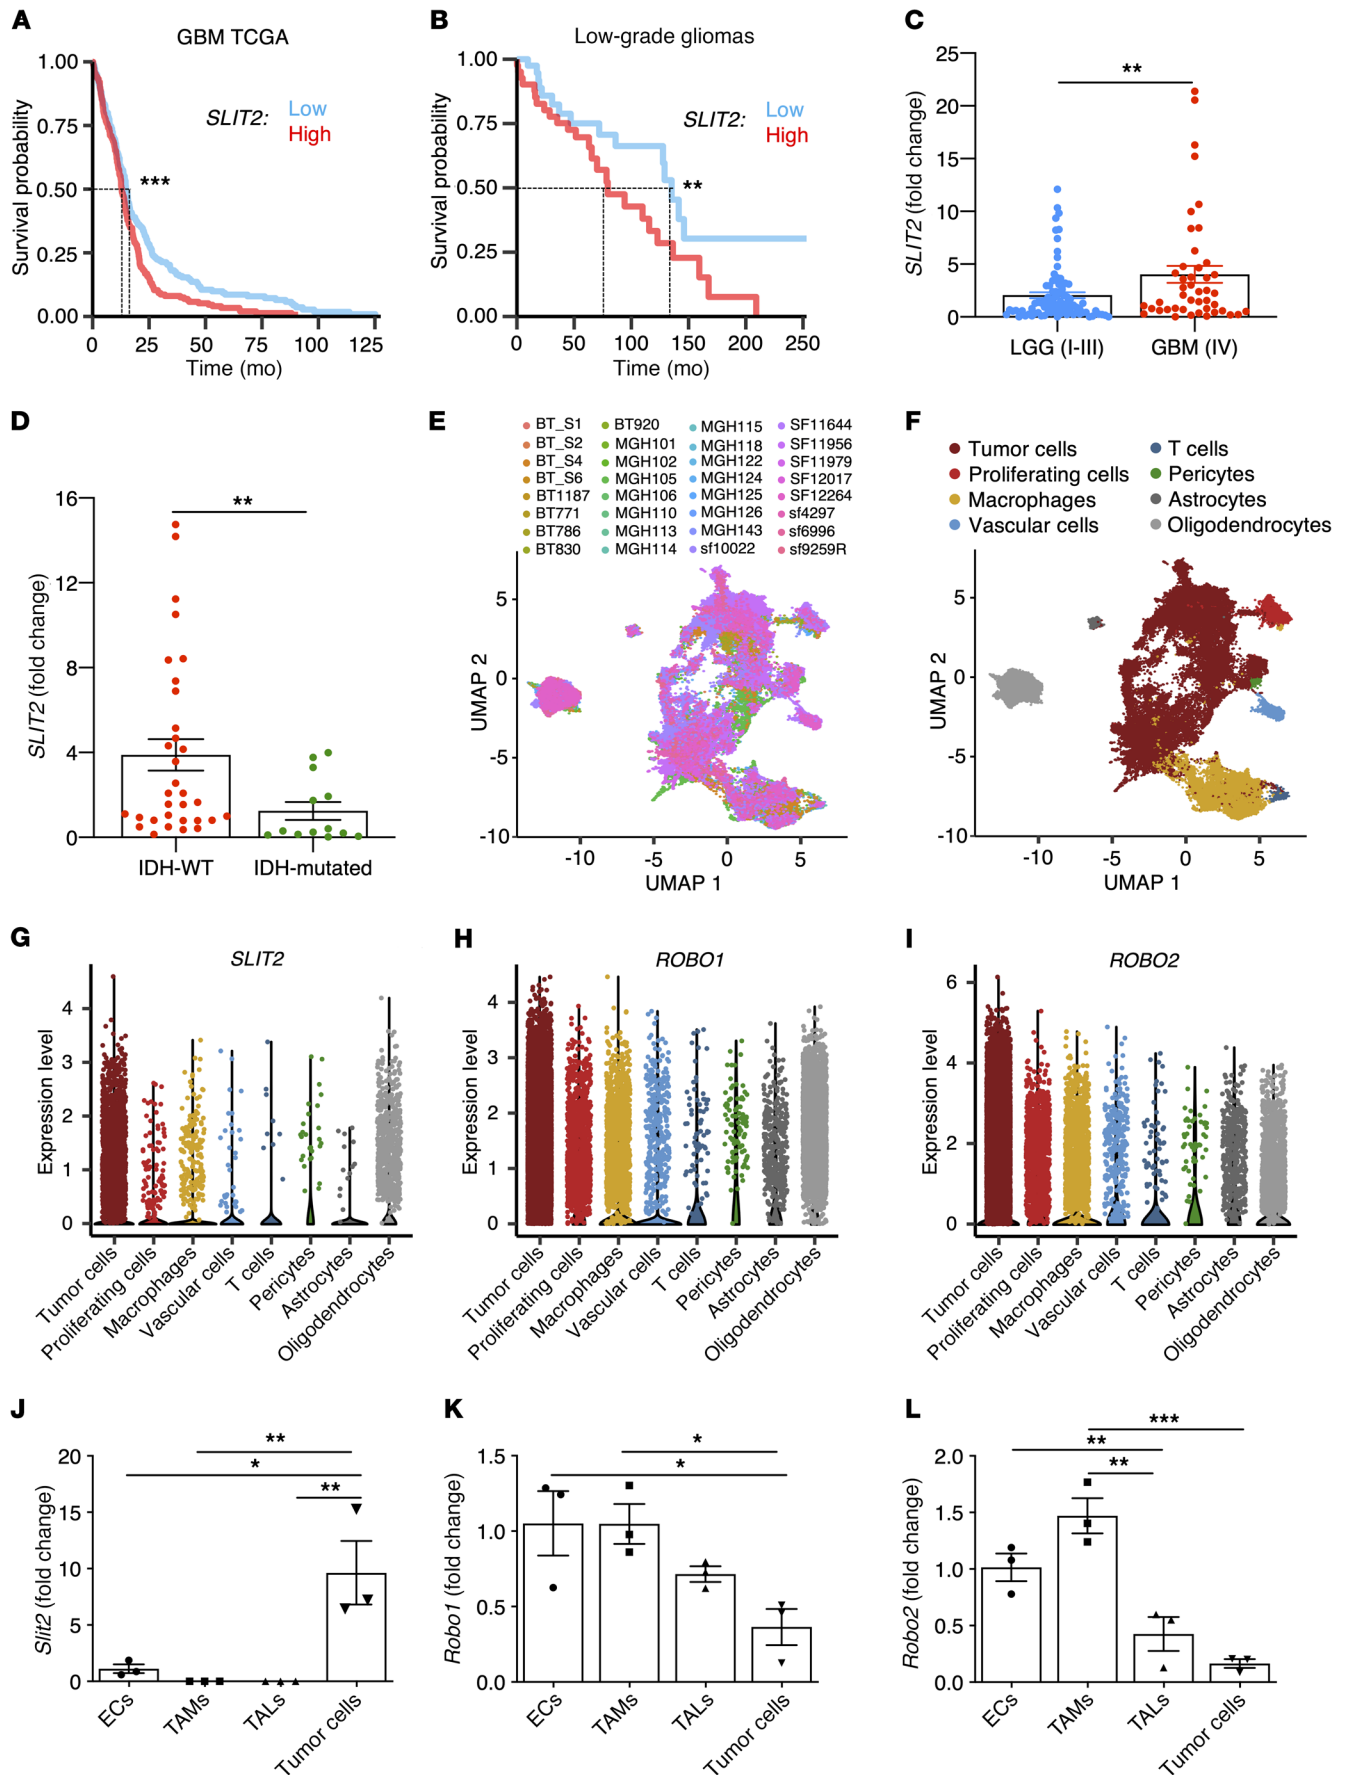 A
GBM TCGA
Survival probability
1.00
0.75
0.50
0.25
0.00
SLIT2:
Low
High
***
0 25 50 75 100 125
Time (mo)
B
Low-grade gliomas
Survival probability
1.00
0.75
0.50
0.25
0.00
SLIT2:
Low
High
**
0 50 100 150 200 250
Time (mo)
C
SLIT2 (fold change)
25
20
15
10
5
0
**
LGG (I-III) GBM (IV)
D
SLIT2 (fold change)
16
12
8
4
0
**
IDH-WT IDH-mutated
E
BT_S1 BT920 MGH115 SF11644
BT_S2 MGH101 MGH118 SF11956
BT_S4 MGH102 MGH122 SF11979
BT_S6 MGH105 MGH124 SF12017
BT1187 MGH106 MGH125 SF12264
BT771 MGH110 MGH126 sf4297
BT786 MGH113 MGH143 sf6996
BT830 MGH114 sf10022 sf9259R
UMAP 2
5
0
-5
-10
-10 -5 0 5
UMAP 1
F
Tumor cells T cells
Proliferating cells Pericytes
Macrophages Astrocytes
Vascular cells Oligodendrocytes
UMAP 2
5
0
-5
-10
-10 -5 0 5
UMAP 1
G
SLIT2
Expression level
4
3
2
1
0
Tumor cells
Proliferating cells
Macrophages
Vascular cells
T cells
Pericytes
Astrocytes
Oligodendrocytes
H
ROBO1
Expression level
4
3
2
1
0
Tumor cells
Proliferating cells
Macrophages
Vascular cells
T cells
Pericytes
Astrocytes
Oligodendrocytes
I
ROBO2
Expression level
6
4
2
0
Tumor cells
Proliferating cells
Macrophages
Vascular cells
T cells
Pericytes
Astrocytes
Oligodendrocytes
J
Slit2 (fold change)
20
15
10
5
0
**
*
**
ECs
TAMs
TALs
Tumor cells
K
Robo1 (fold change)
1.5
1.0
0.5
0.0
*
*
ECs
TAMs
TALs
Tumor cells
L
Robo2 (fold change)
2.0
1.5
1.0
0.5
0.0
***
**
**
ECs
TAMs
TALs
Tumor cells